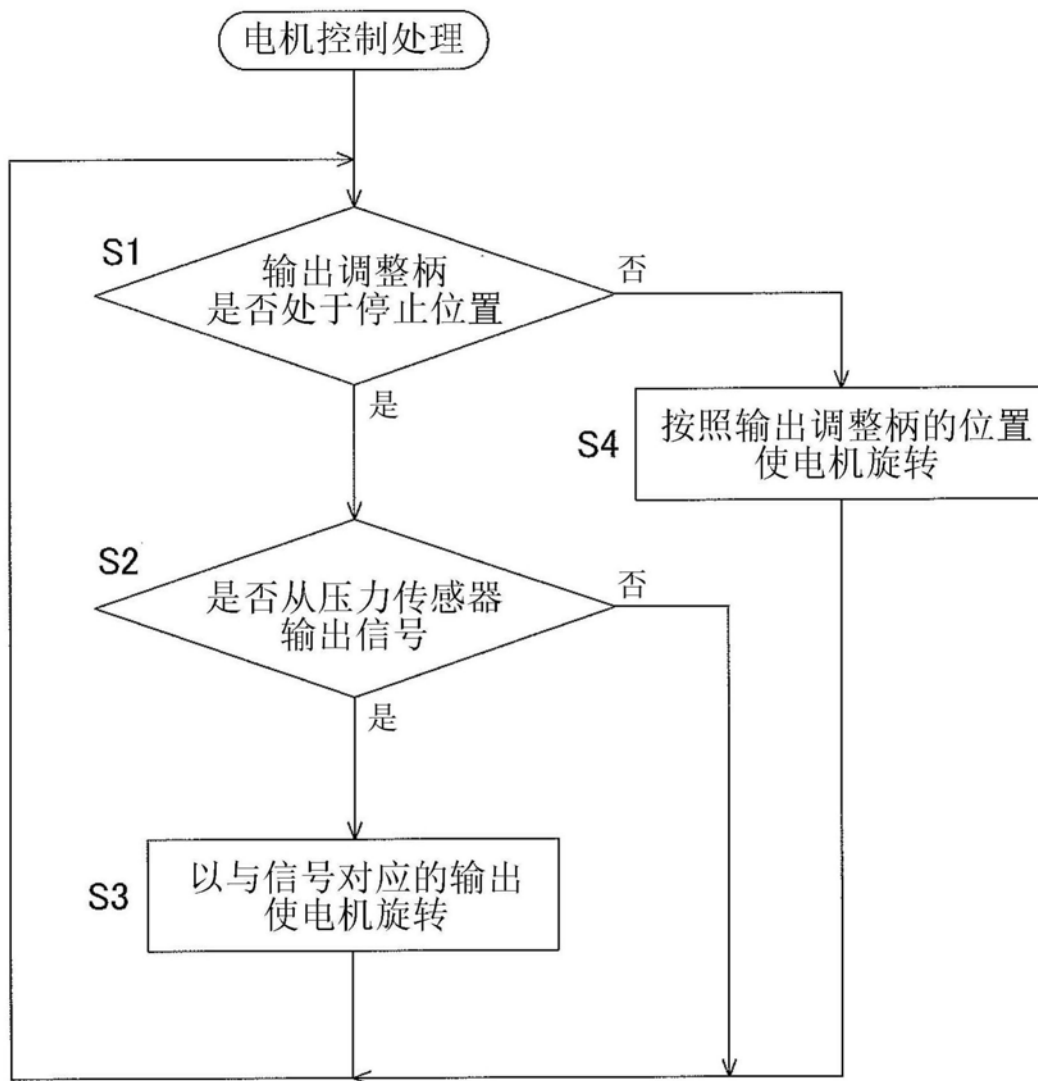 电机控制处理
S1
输出调整柄
是否处于停止位置
否
是
S4
按照输出调整柄的位置
使电机旋转
S2
是否从压力传感器
输出信号
否
是
S3
以与信号对应的输出
使电机旋转